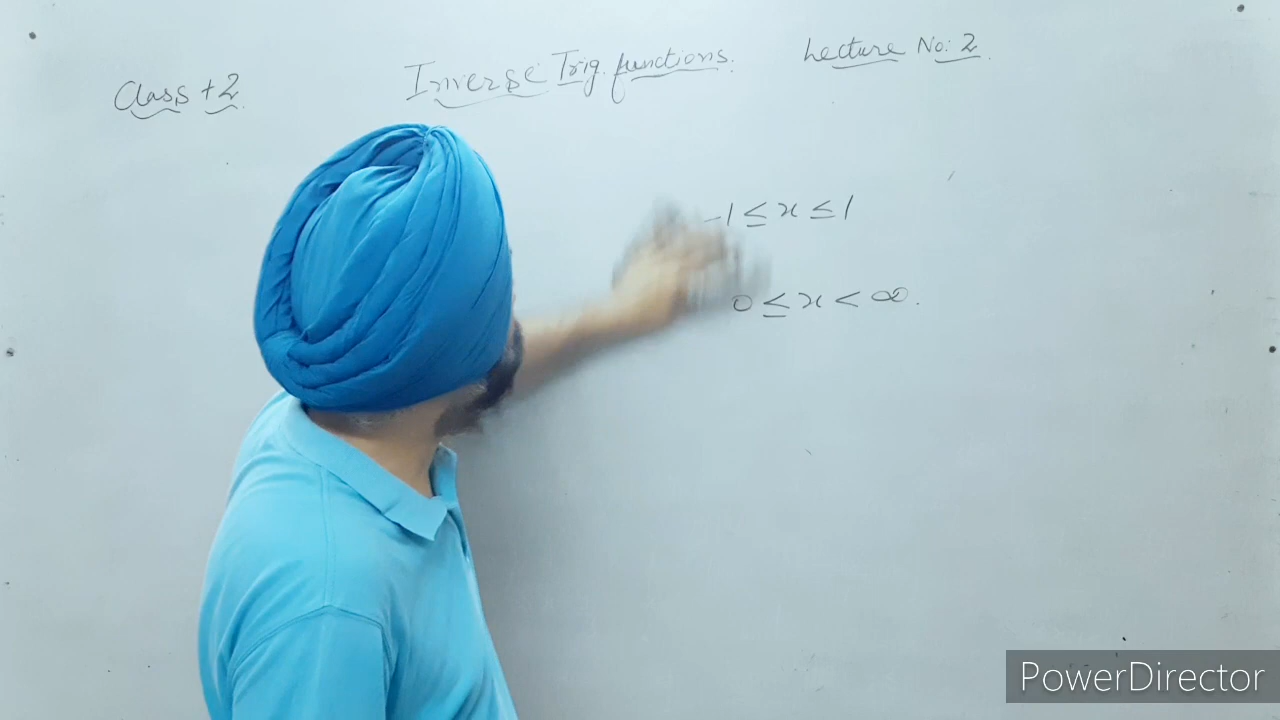 Class +2 Inverse Trig. functions. Lecture No: 2
-1 ≤ x ≤ 1
0 ≤ x < ∞.
PowerDirector